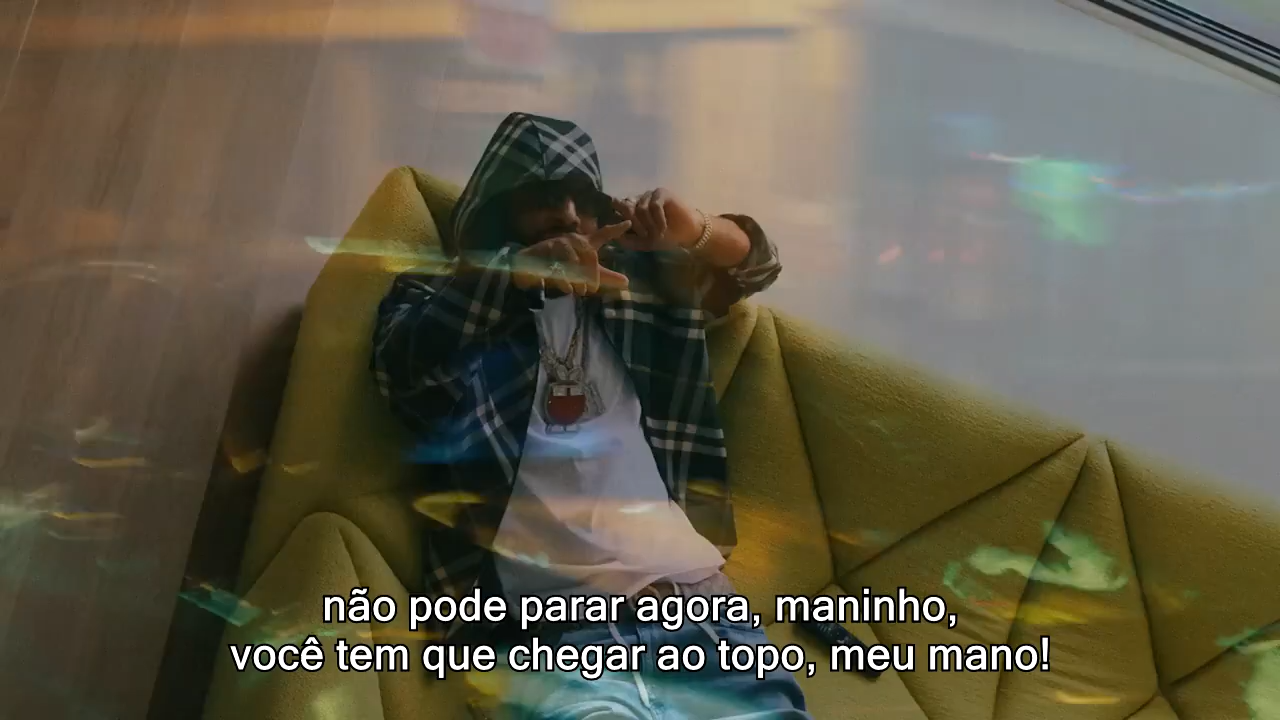 não pode parar agora, maninho,
você tem que chegar ao topo, meu mano!